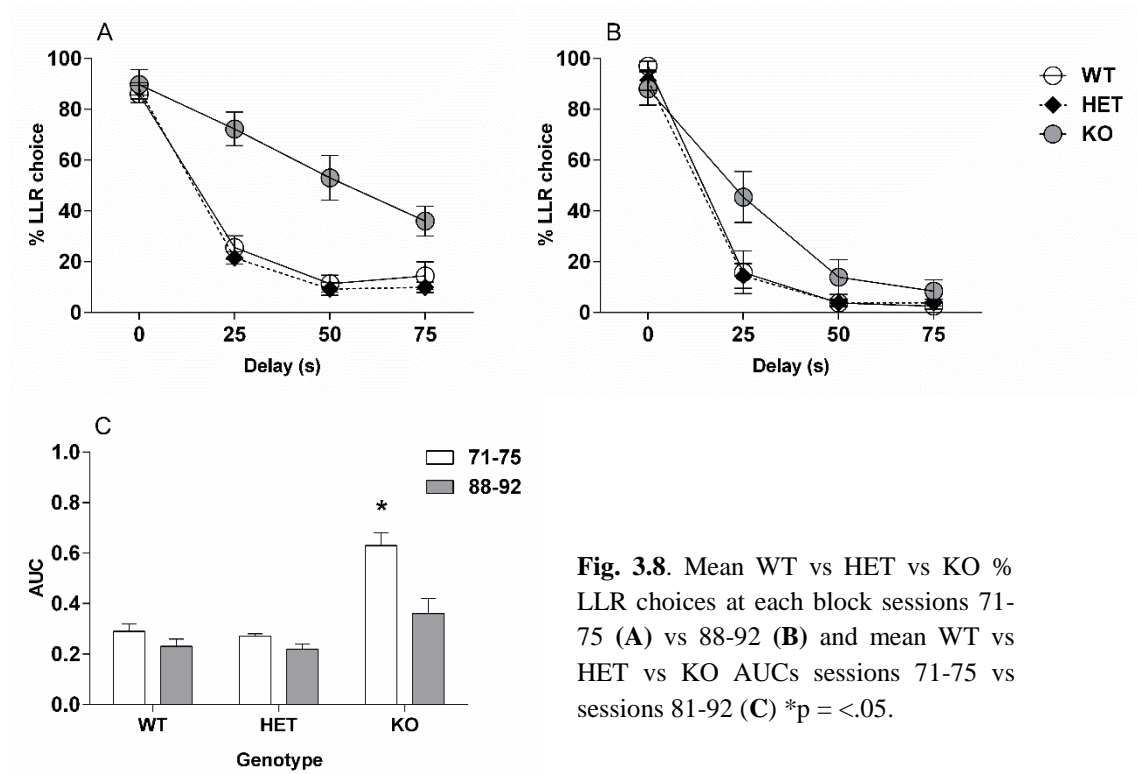 A
% LLR choice
100
80
60
40
20
0
0 25 50 75
Delay (s)
B
% LLR choice
100
80
60
40
20
0
0 25 50 75
Delay (s)
WT
HET
KO
C
AUC
1.0
0.8
0.6
0.4
0.2
0.0
*
WT HET KO
Genotype
71-75
88-92
Fig. 3.8. Mean WT vs HET vs KO %
LLR choices at each block sessions 71-
75 (A) vs 88-92 (B) and mean WT vs
HET vs KO AUCs sessions 71-75 vs
sessions 81-92 (C) *p = <.05.